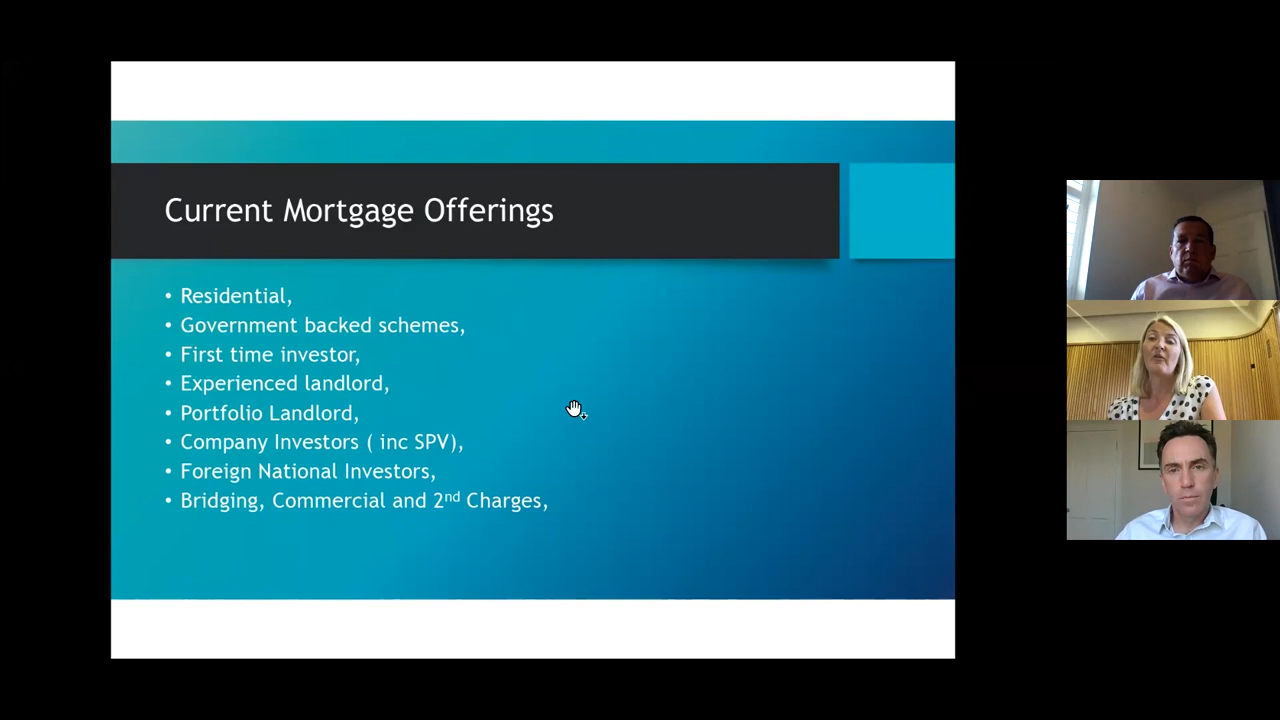 Current Mortgage Offerings
• Residential,
• Government backed schemes,
• First time investor,
• Experienced landlord,
• Portfolio Landlord,
• Company Investors ( inc SPV),
• Foreign National Investors,
• Bridging, Commercial and 2nd Charges,